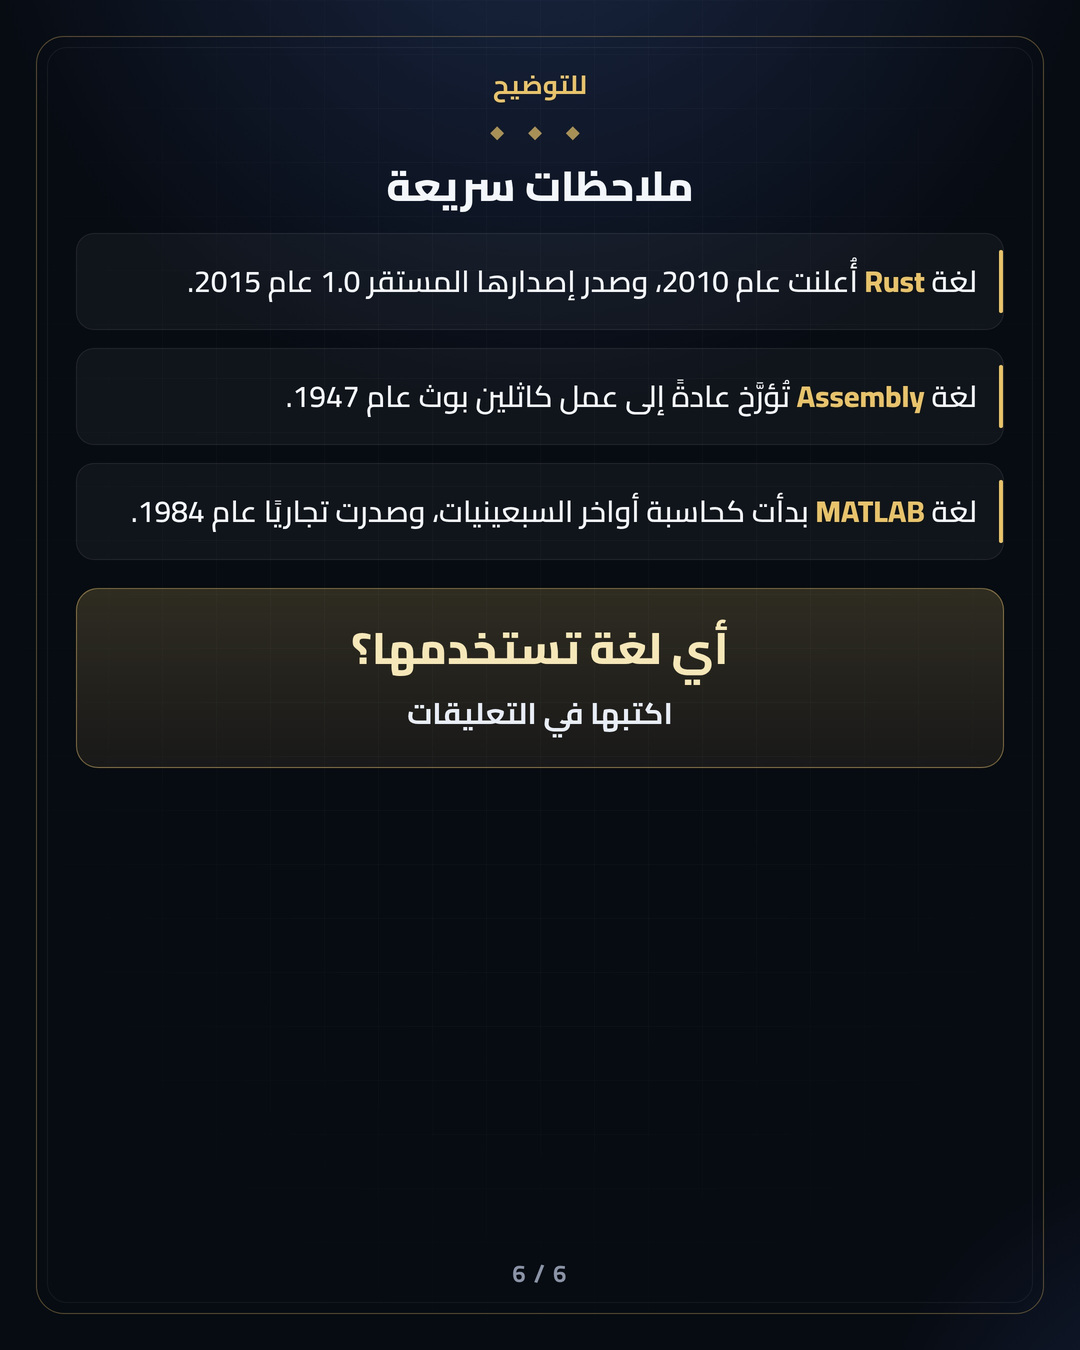 للتوضيح
ملاحظات سريعة
لغة Rust أُعلنت عام 2010، وصدر إصدارها المستقر 1.0 عام 2015.
لغة Assembly تُؤرَّخ عادةً إلى عمل كاثلين بوث عام 1947.
لغة MATLAB بدأت كحاسبة أواخر السبعينيات، وصدرت تجاريًا عام 1984.
أي لغة تستخدمها؟
اكتبها في التعليقات
6 / 6